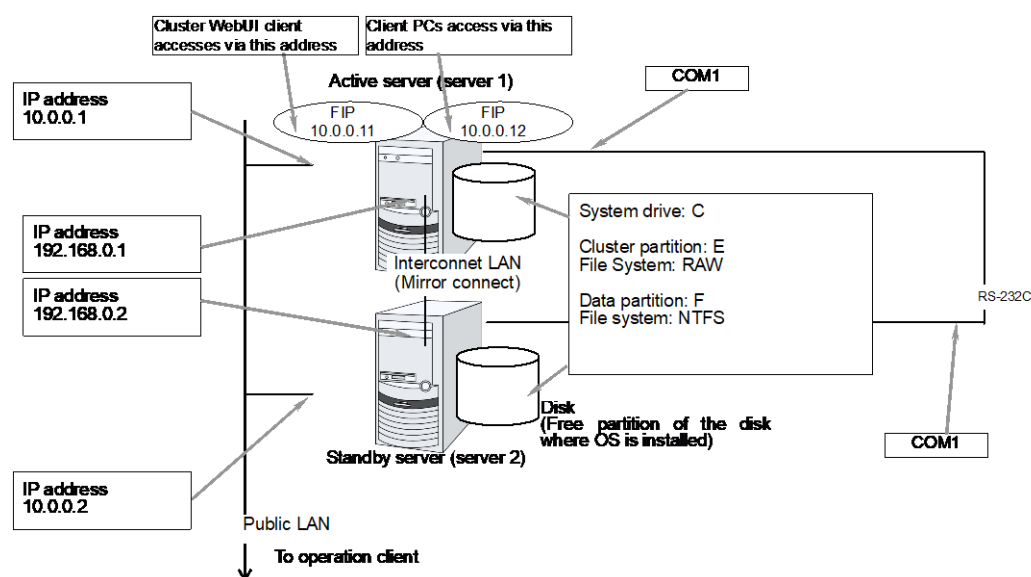 Cluster WebUI client
accesses via this address
Client PCs access via this
address
COM1
Active server (server 1)
IP address
10.0.0.1
FIP
10.0.0.11
FIP
10.0.0.12
System drive: C
Cluster partition: E
File System: RAW
Data partition: F
File system: NTFS
IP address
192.168.0.1
Interconnet LAN
(Mirror connect)
IP address
192.168.0.2
RS-232C
Disk
(Free partition of the disk
where OS is installed)
COM1
Standby server (server 2)
IP address
10.0.0.2
Public LAN
To operation client